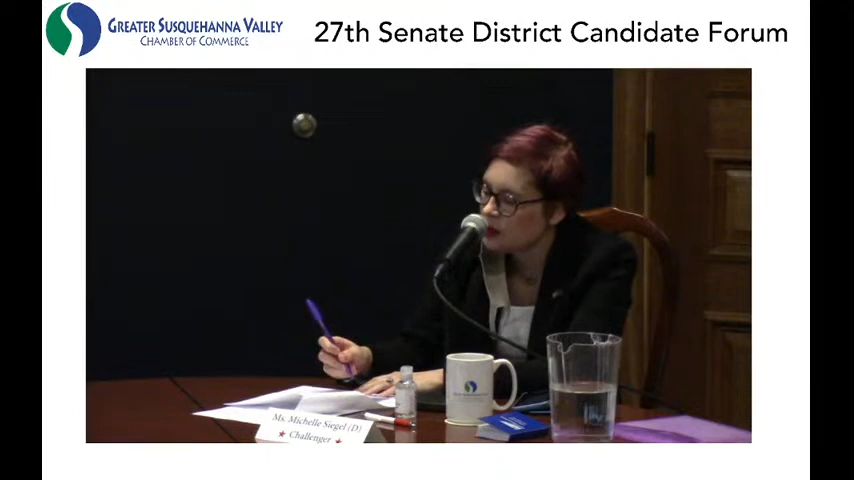 GREATER SUSQUEHANNA VALLEY
CHAMBER OF COMMERCE
27th Senate District Candidate Forum
Ms. Michelle Siegel (D)
Challenger